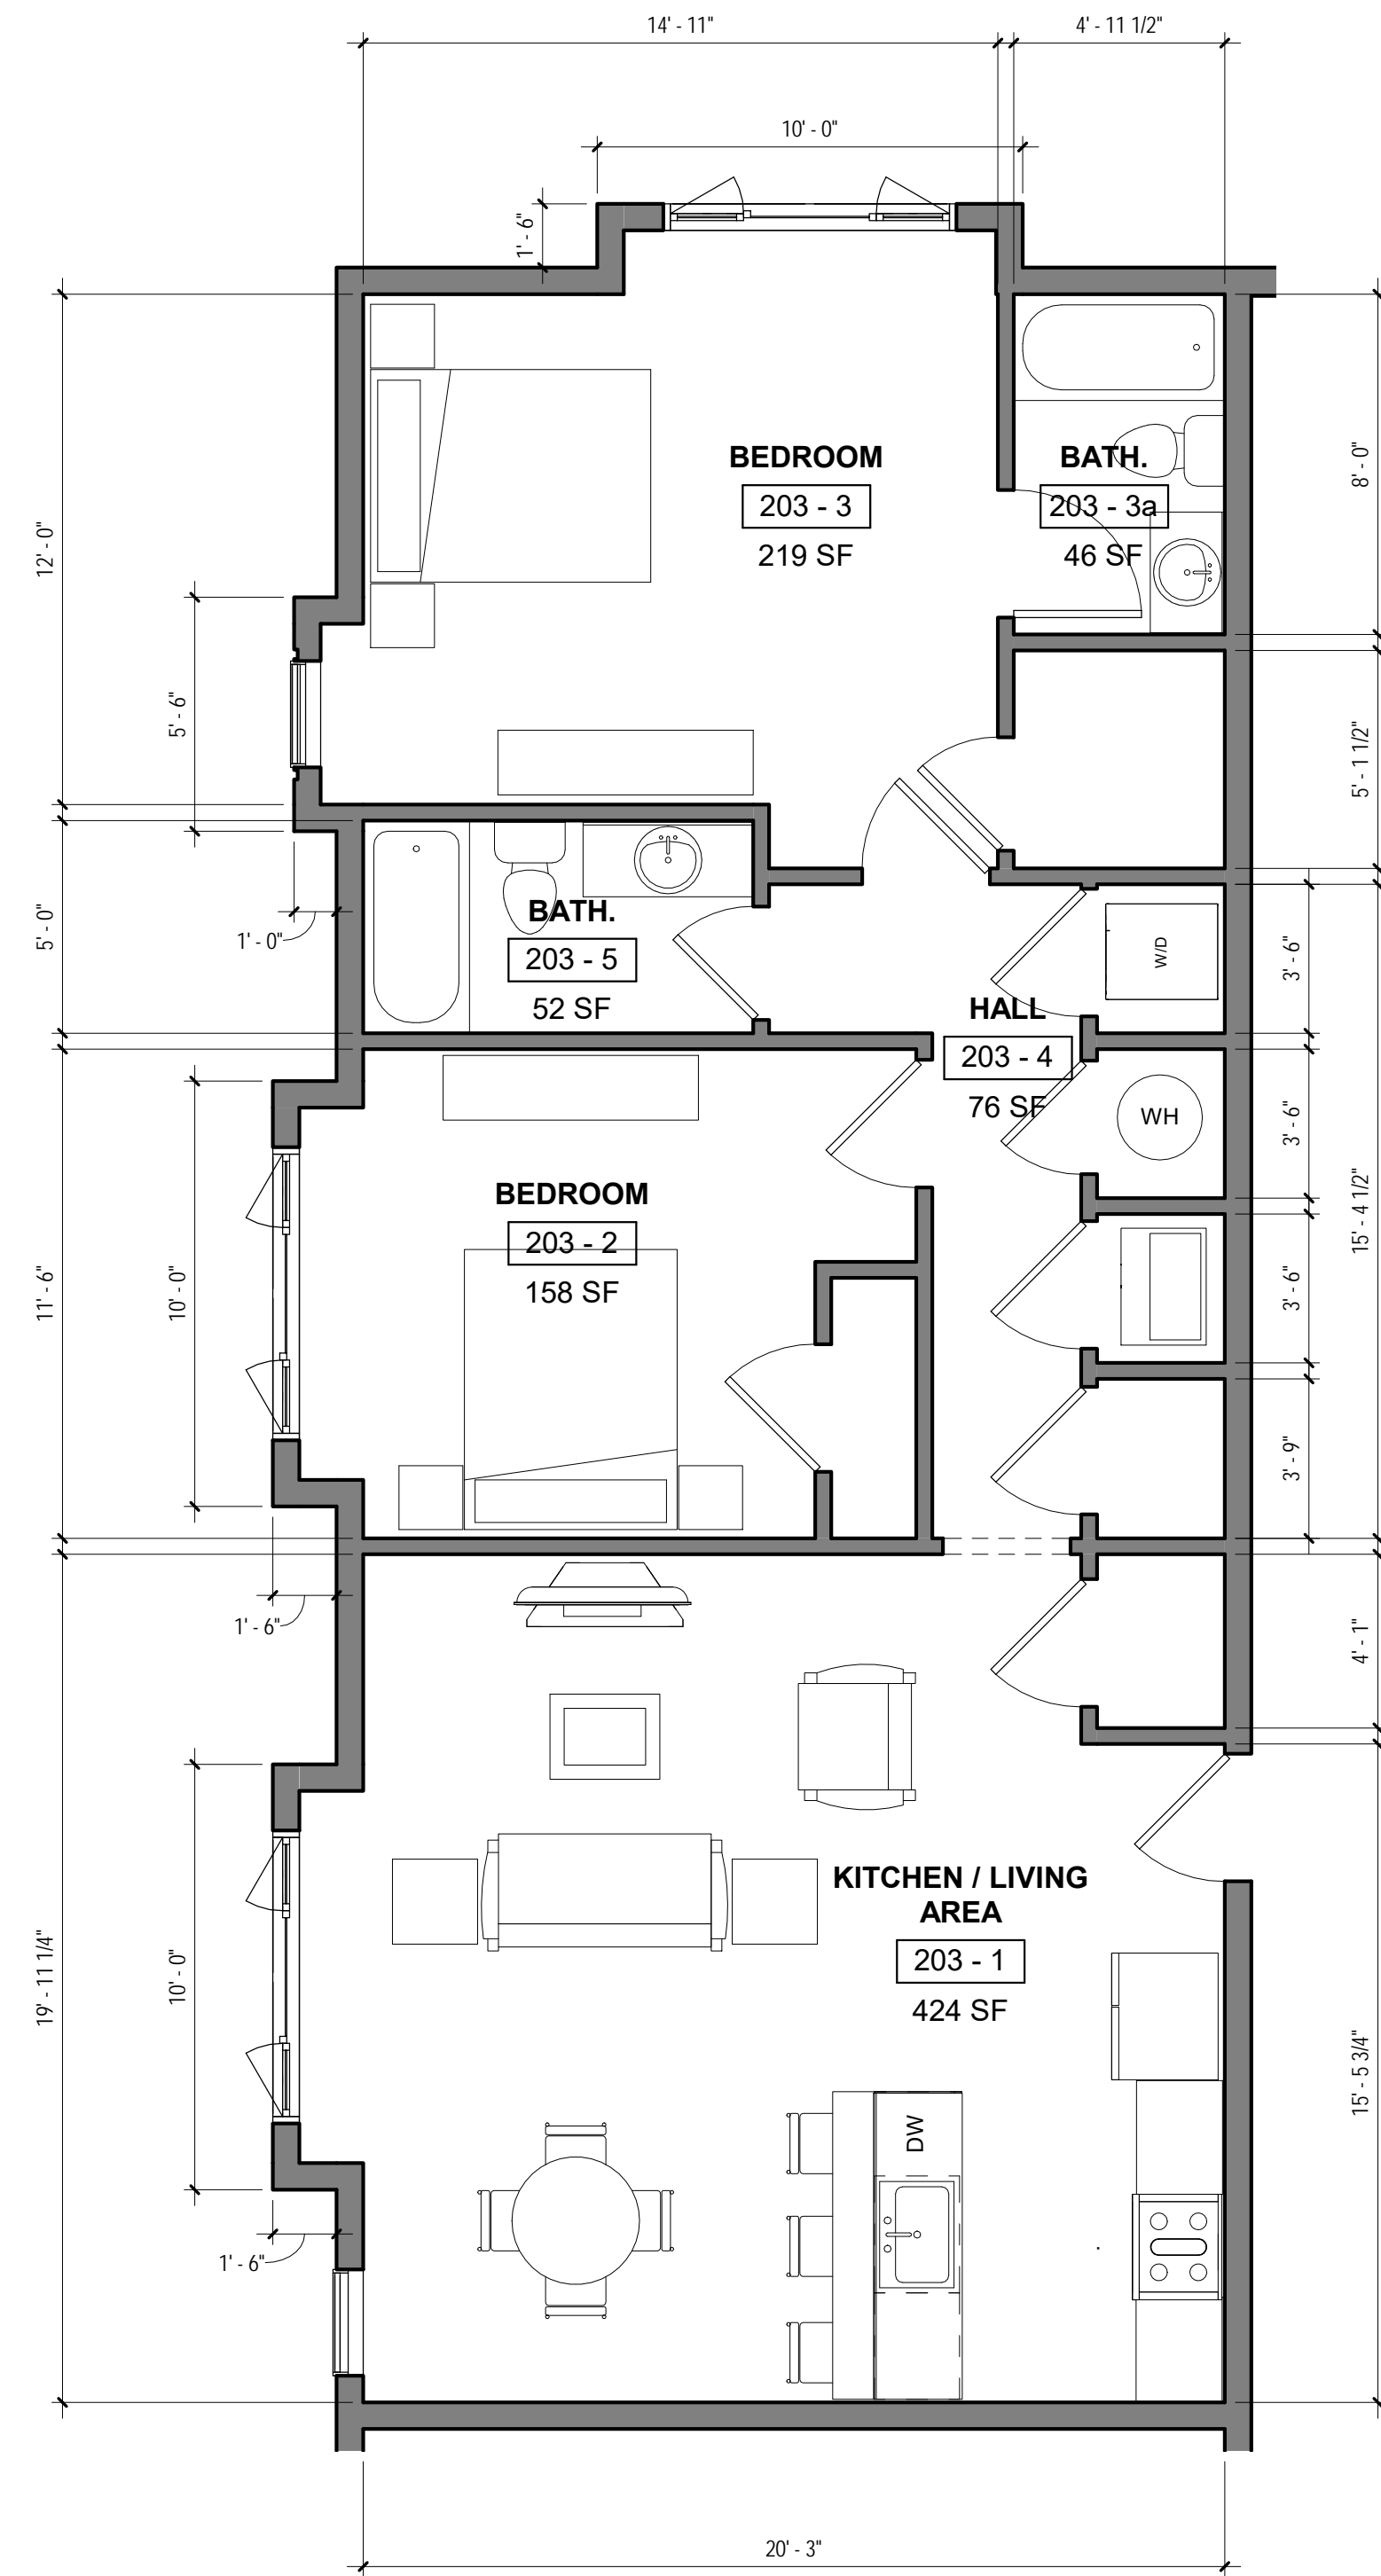 14' - 11"
4' - 11 1/2"
10' - 0"
1' - 6"
BEDROOM
203 - 3
219 SF
BATH.
203 - 3a
46 SF
8' - 0"
12' - 0"
5' - 6"
5' - 1 1/2"
1' - 0"
5' - 0"
BATH.
203 - 5
52 SF
W/D
3' - 6"
HALL
203 - 4
76 SF
WH
3' - 6"
BEDROOM
203 - 2
158 SF
11' - 6"
10' - 0"
3' - 6"
15' - 4 1/2"
3' - 9"
1' - 6"
4' - 1"
KITCHEN / LIVING
AREA
203 - 1
424 SF
19' - 11 1/4"
10' - 0"
DW
15' - 5 3/4"
1' - 6"
20' - 3"